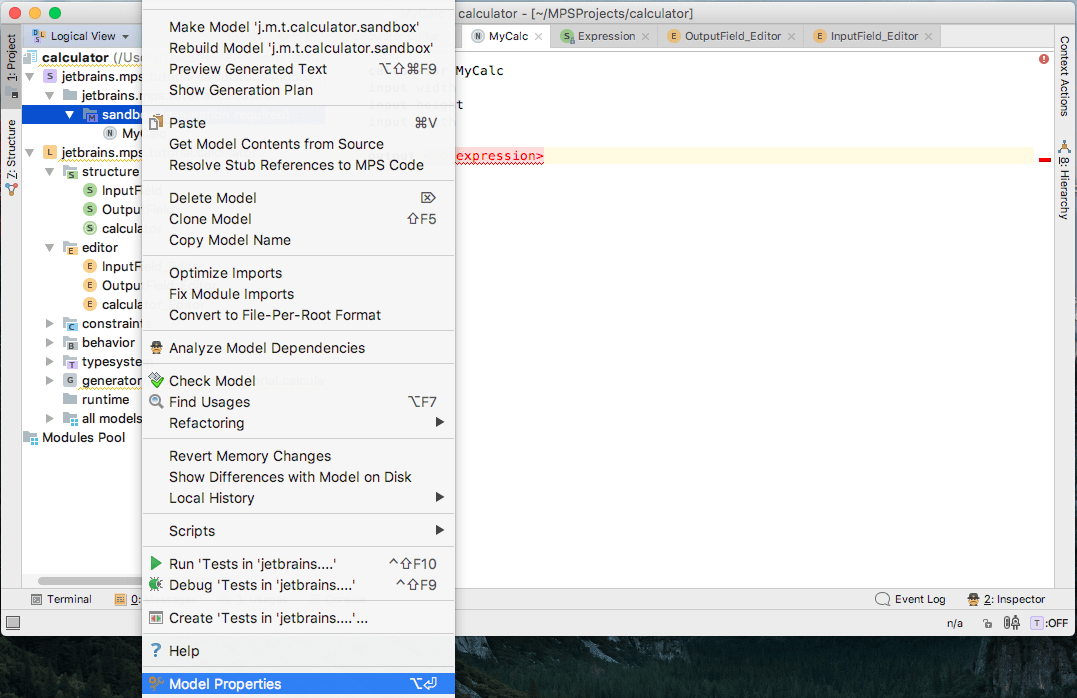 calculator - [~/MPSProjects/calculator]
Logical View
MyCalc
Expression
OutputField_Editor
InputField_Editor
1: Project
Z: Structure
calculator (/Use
jetbrains.mps
jetbrains.m
sandbo
MyC
jetbrains.mps
structure
InputF
Outpu
calcula
editor
InputF
Outpu
calcula
constraint
behavior
typesyste
generator
runtime
all models
Modules Pool
Make Model 'j.m.t.calculator.sandbox'
Rebuild Model 'j.m.t.calculator.sandbox'
Preview Generated Text ⌥⇧⌘F9
Show Generation Plan
Paste ⌘V
Get Model Contents from Source
Resolve Stub References to MPS Code
Delete Model ⌦
Clone Model ⇧F5
Copy Model Name
Optimize Imports
Fix Module Imports
Convert to File-Per-Root Format
Analyze Model Dependencies
Check Model
Find Usages ⌥F7
Refactoring
Revert Memory Changes
Show Differences with Model on Disk
Local History
Scripts
Run 'Tests in 'jetbrains....' ^⇧F10
Debug 'Tests in 'jetbrains....' ^⇧F9
Create 'Tests in 'jetbrains....'...
Help
Model Properties ⌥⏎
MyCalc
t
expression>
Context Actions
8: Hierarchy
Terminal
0:
Event Log
2: Inspector
n/a
T :OFF